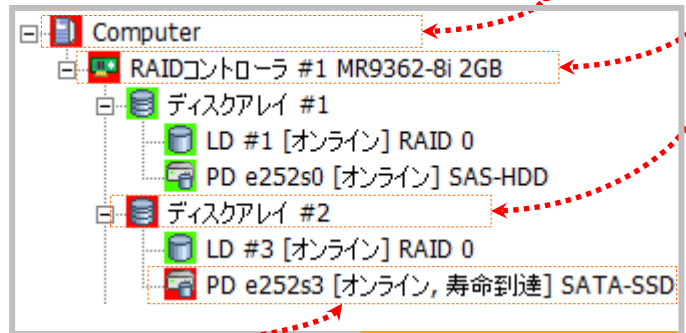 Computer
RAIDコントローラ #1 MR9362-8i 2GB
ディスクアレイ #1
LD #1 [オンライン] RAID 0
PD e252s0 [オンライン] SAS-HDD
ディスクアレイ #2
LD #3 [オンライン] RAID 0
PD e252s3 [オンライン, 寿命到達] SATA-SSD